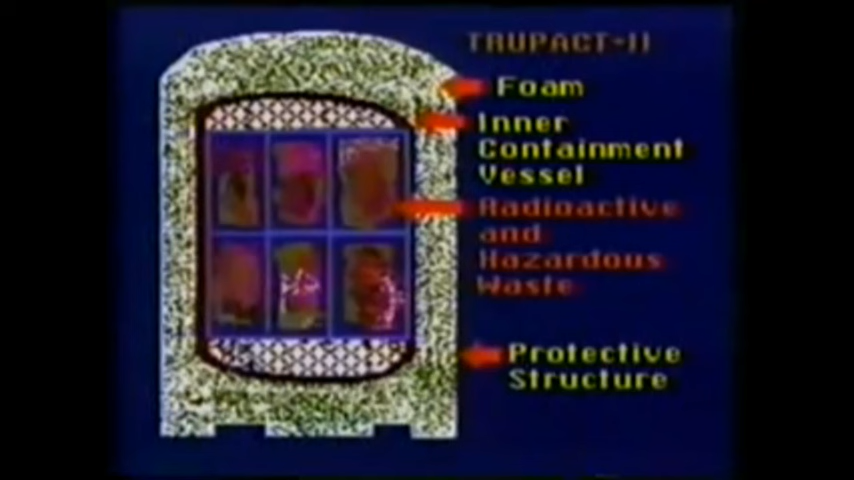 TRUPACT-II
Foam
Inner
Containment
Vessel
Radioactive
and
Hazardous
Waste
Protective
Structure